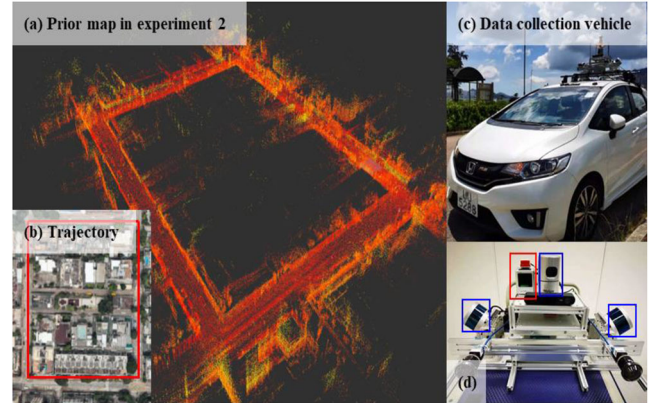 (a) Prior map in experiment 2
(c) Data collection vehicle
(b) Trajectory
(d)